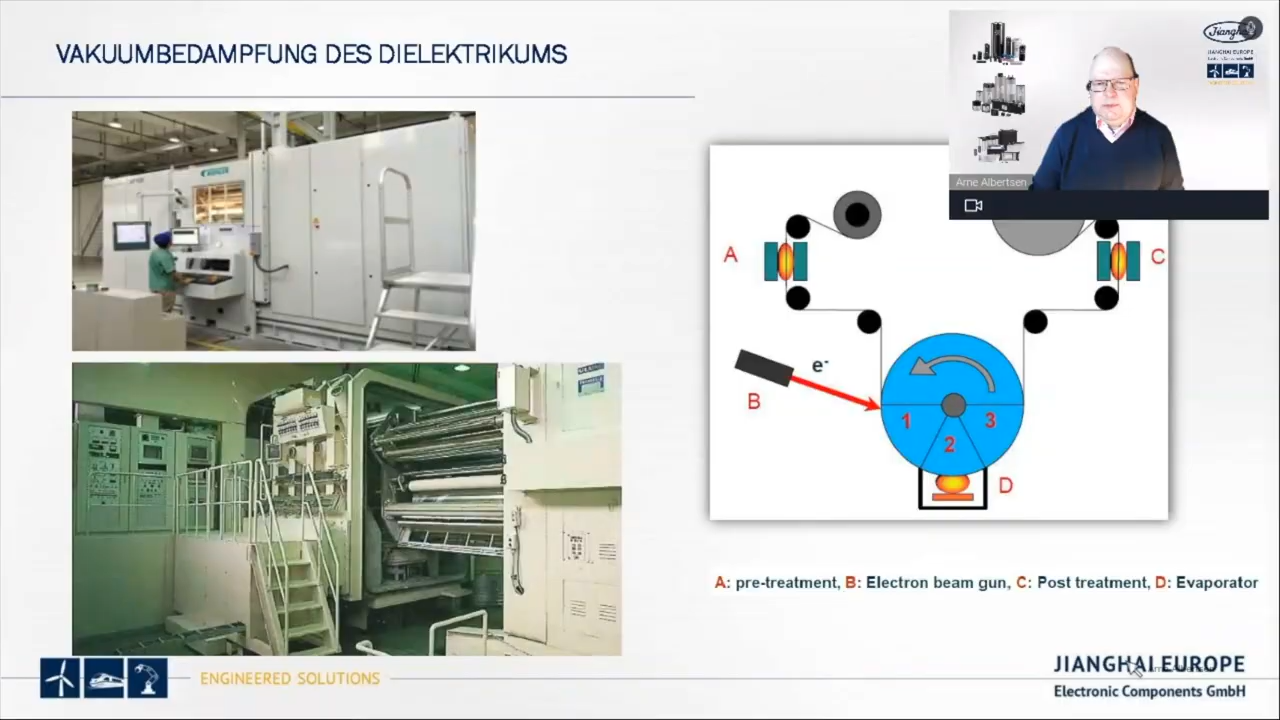 VAKUUMBEDAMPFUNG DES DIELEKTRIKUMS
JIANGHAI EUROPE
Arne Albertsen
A
C
e-
B
1
2
3
D
A: pre-treatment, B: Electron beam gun, C: Post treatment, D: Evaporator
ENGINEERED SOLUTIONS
JIANGHAI EUROPE
Electronic Components GmbH